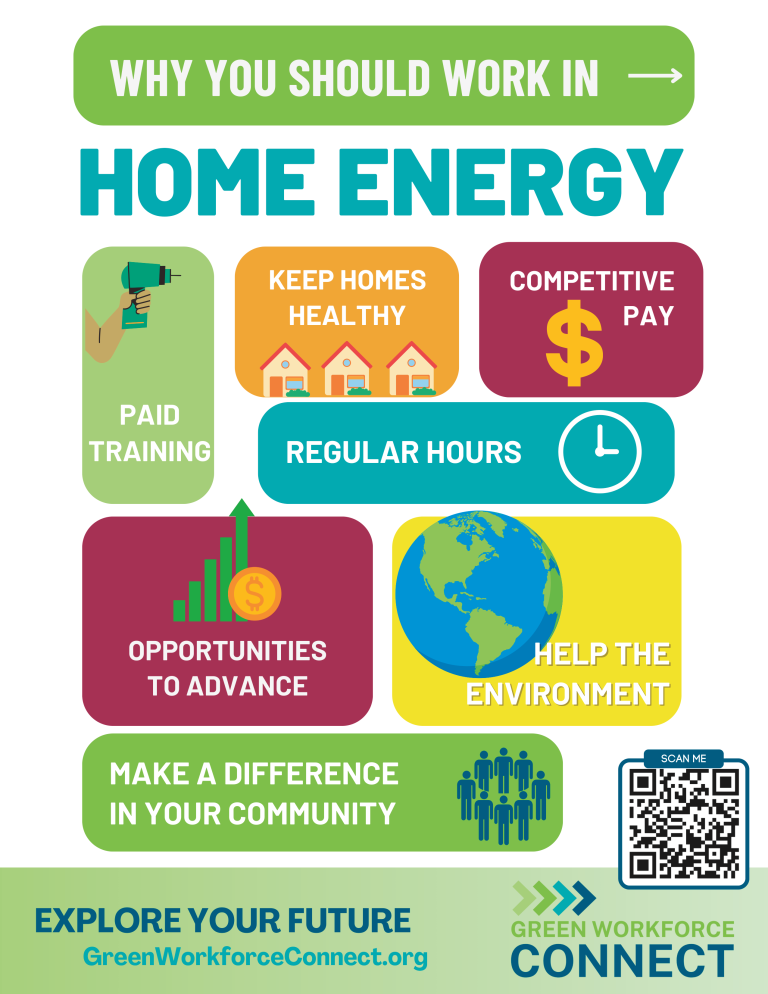 WHY YOU SHOULD WORK IN
HOME ENERGY
PAID
TRAINING
KEEP HOMES
HEALTHY
COMPETITIVE
PAY
$
REGULAR HOURS
$
OPPORTUNITIES
TO ADVANCE
HELP THE
ENVIRONMENT
MAKE A DIFFERENCE
IN YOUR COMMUNITY
SCAN ME
EXPLORE YOUR FUTURE
GreenWorkforceConnect.org
GREEN WORKFORCE
CONNECT